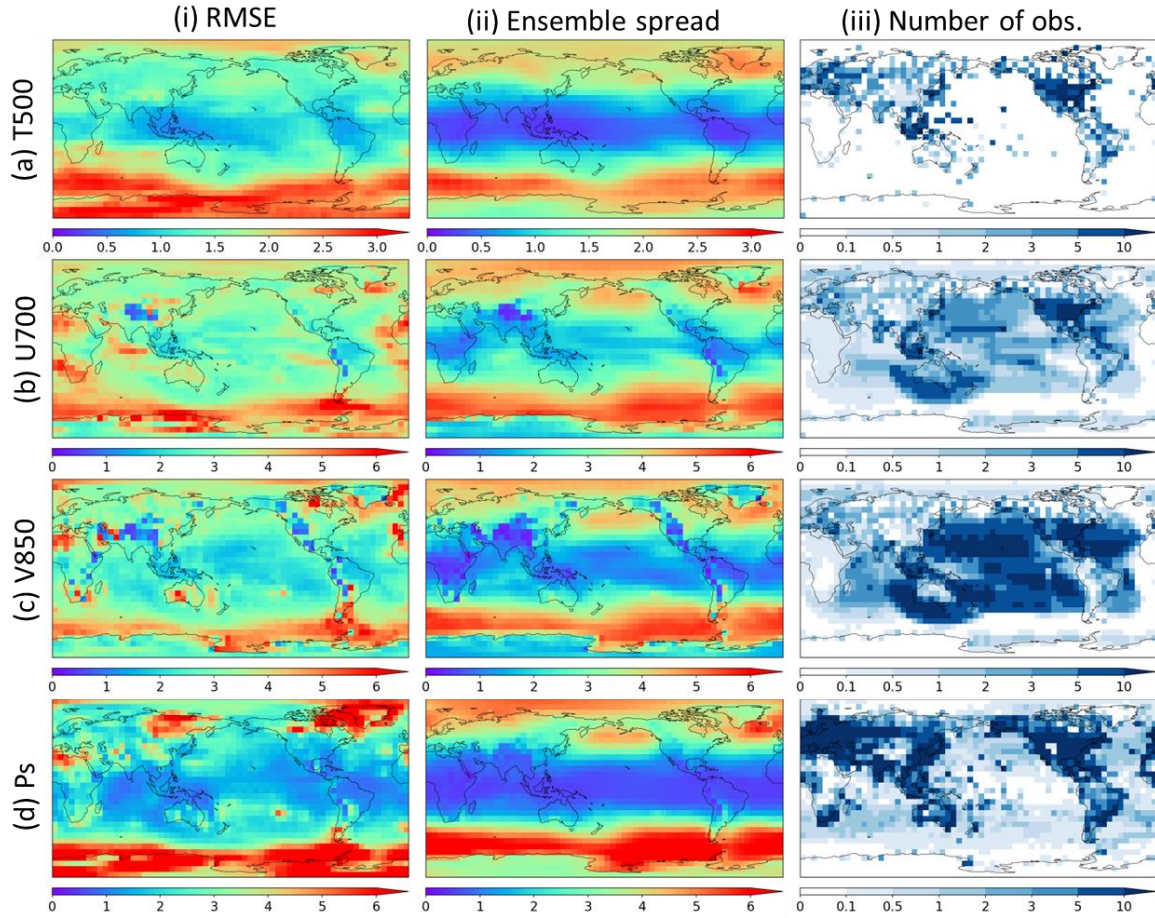 (i) RMSE (ii) Ensemble spread (iii) Number of obs.
(a) T500
0.0 0.5 1.0 1.5 2.0 2.5 3.0 0.0 0.5 1.0 1.5 2.0 2.5 3.0 0 0.1 0.5 1 2 3 5 10
(b) U700
0 1 2 3 4 5 6 0 1 2 3 4 5 6 0 0.1 0.5 1 2 3 5 10
(c) V850
0 1 2 3 4 5 6 0 1 2 3 4 5 6 0 0.1 0.5 1 2 3 5 10
(d) Ps
0 1 2 3 4 5 6 0 1 2 3 4 5 6 0 0.1 0.5 1 2 3 5 10